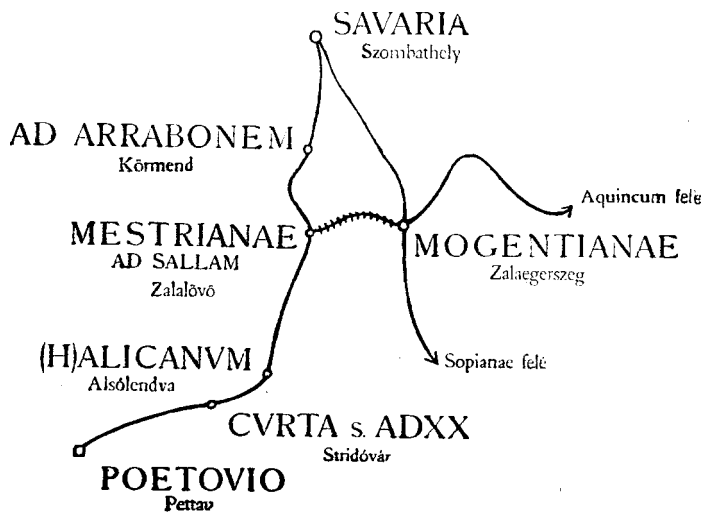 SAVARIA
Szombathely
AD ARRABONEM
Körmend
Aquincum felé
MESTRIANAE
AD SALLAM
Zalalövő
MOGENTIANAE
Zalaegerszeg
(H)ALICANVM
Alsólendva
Sopianae felé
CVRTA s. ADXX
Stridóvár
POETOVIO
Pettau